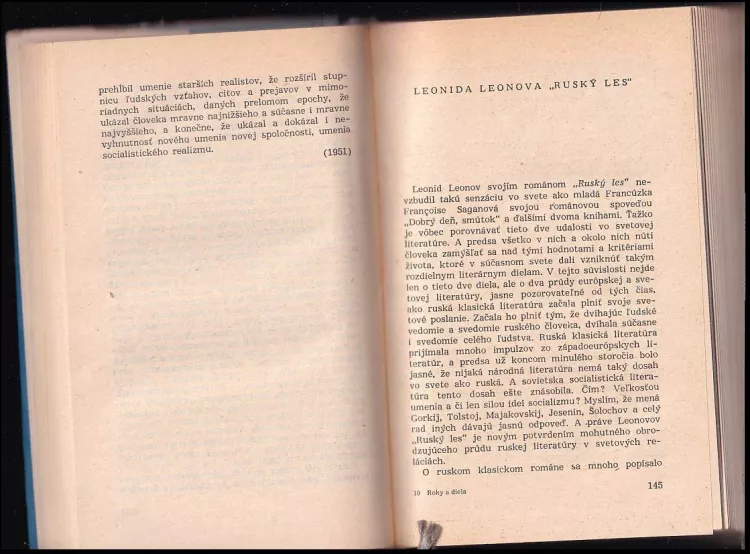 prehĺbil umenie starších realistov, že rozšíril stup-
nicu ľudských vzťahov, citov a prejavov v mimo-
riadnych situáciách, daných prelomom epochy, že
ukázal človeka mravne najnižšieho a súčasne i mravne
najvyššieho, a konečne, že ukázal a dokázal i ne-
vyhnutnosť nového umenia novej spoločnosti, umenia
socialistického realizmu.
(1951)
LEONIDA LEONOVA „RUSKÝ LES"
Leonid Leonov svojím románom „Ruský les" ne-
vzbudil takú senzáciu vo svete ako mladá Francúzka
Françoise Saganová svojou románovou spoveďou
„Dobrý deň, smútok" a ďalšími dvoma knihami. Ťažko
je vôbec porovnávať tieto dve udalosti vo svetovej
literatúre. A predsa všetko v nich a okolo nich núti
človeka zamýšľať sa nad tými hodnotami a kritériami
života, ktoré v súčasnom svete dali vzniknúť takým
rozdielnym literárnym dielam. V tejto súvislosti nejde
len o tieto dve diela, ale o dva prúdy európskej a sve-
tovej literatúry, jasne pozorovateľné od tých čias,
ako ruská klasická literatúra začala plniť svoje sve-
tové poslanie. Začala ho plniť tým, že dvíhajúc ľudské
vedomie a svedomie ruského človeka, dvíhala súčasne
i svedomie celého ľudstva. Ruská klasická literatúra
prijímala mnoho impulzov zo západoeurópskych li-
teratúr, a predsa už koncom minulého storočia bolo
jasné, že nijaká národná literatúra nemá taký dosah
vo svete ako ruská. A sovietska socialistická litera-
túra tento dosah ešte znásobila. Čím? Veľkosťou
umenia a či len silou ideí socializmu? Myslím, že mená
Gorkij, Tolstoj, Majakovskij, Jesenin, Šolochov a celý
rad iných dávajú jasnú odpoveď. A práve Leonovov
„Ruský les" je novým potvrdením mohutného obro-
dzujúceho prúdu ruskej literatúry v svetových re-
láciách.
O ruskom klasickom románe sa mnoho popísalo
10 Roky a diela
145